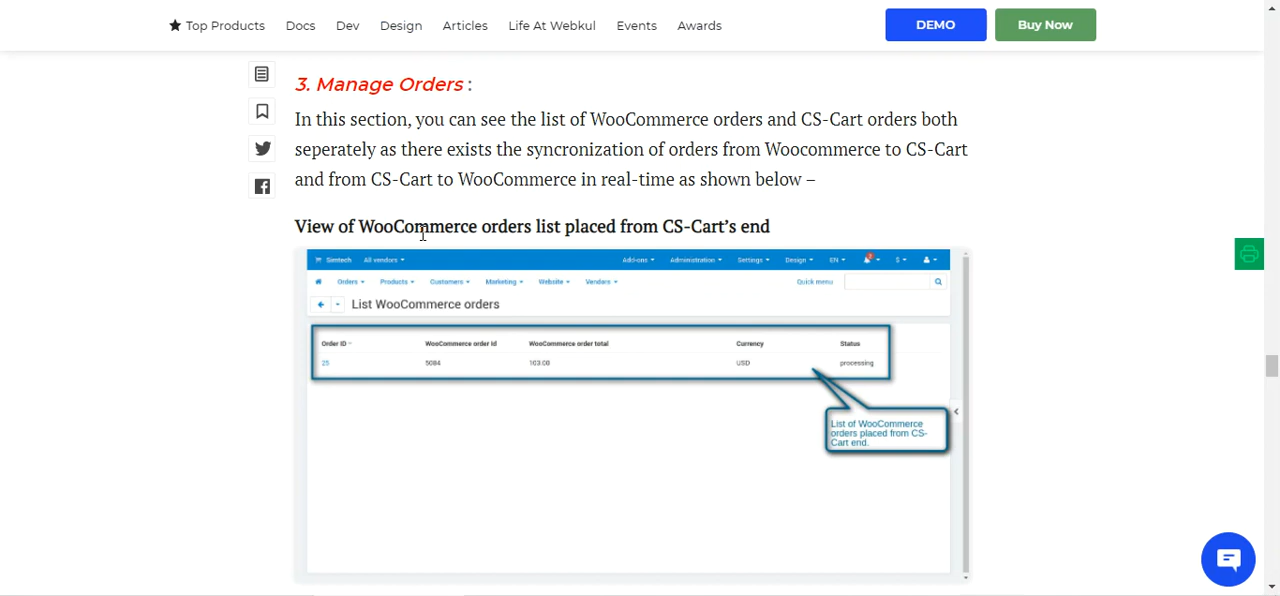 ★ Top Products Docs Dev Design Articles Life At Webkul Events Awards DEMO Buy Now
3. Manage Orders :
In this section, you can see the list of WooCommerce orders and CS-Cart orders both
seperately as there exists the syncronization of orders from Woocommerce to CS-Cart
and from CS-Cart to WooCommerce in real-time as shown below –
View of WooCommerce orders list placed from CS-Cart's end
Simtech All vendors Add-ons Administration Settings Design EN 2 $
Orders Products Customers Marketing Website Vendors Quick menu
List WooCommerce orders
Order ID WooCommerce order Id WooCommerce order total Currency Status
25 5084 103.00 USD processing
List of WooCommerce
orders placed from CS-
Cart end.